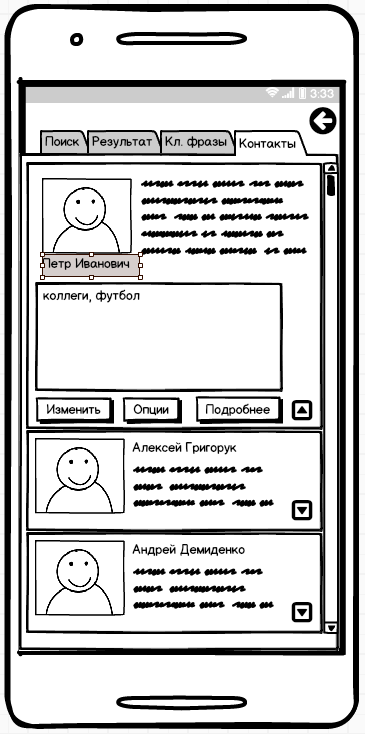 3:33
Поиск
Результат
Кл. фразы
Контакты
Петр Иванович
коллеги, футбол
Изменить
Опции
Подробнее
Алексей Григорук
Андрей Демиденко